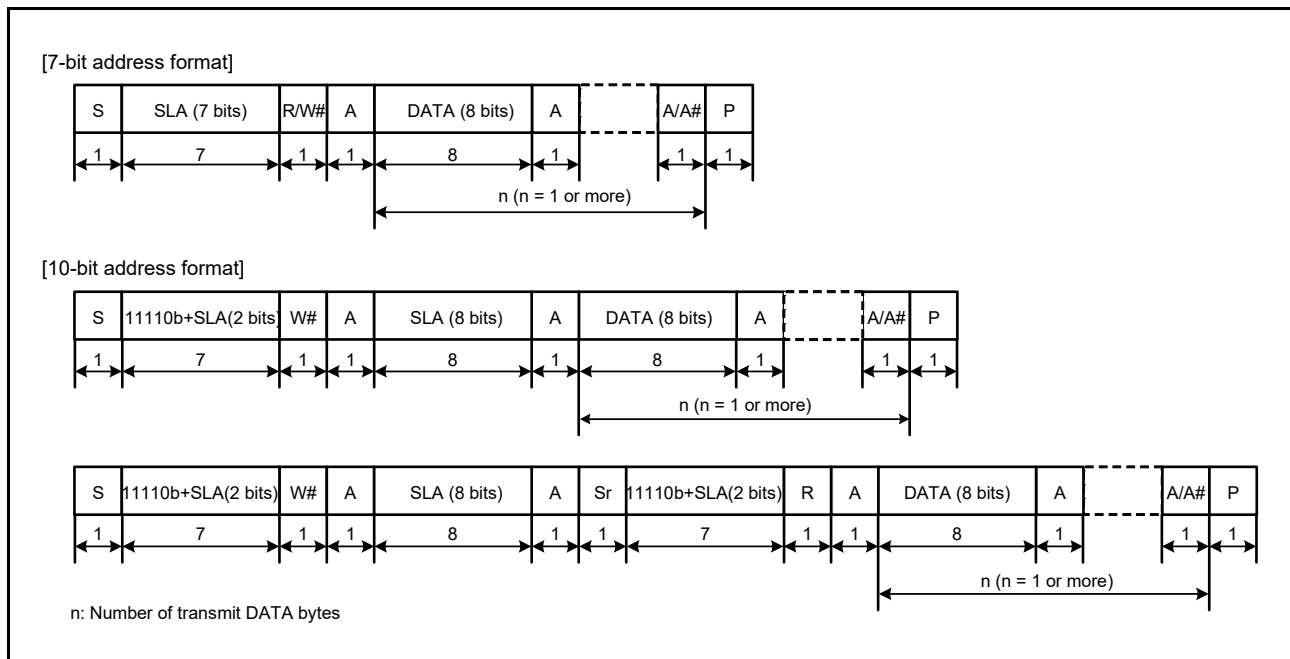 [7-bit address format]
S SLA (7 bits) R/W# A DATA (8 bits) A A/A# P
1 7 1 1 8 1 1 1
n (n = 1 or more)
[10-bit address format]
S 11110b+SLA(2 bits) W# A SLA (8 bits) A DATA (8 bits) A A/A# P
1 7 1 1 8 1 8 1 1 1
n (n = 1 or more)
S 11110b+SLA(2 bits) W# A SLA (8 bits) A Sr 11110b+SLA(2 bits) R A DATA (8 bits) A A/A# P
1 7 1 1 8 1 1 7 1 1 8 1 1 1
n (n = 1 or more)
n: Number of transmit DATA bytes